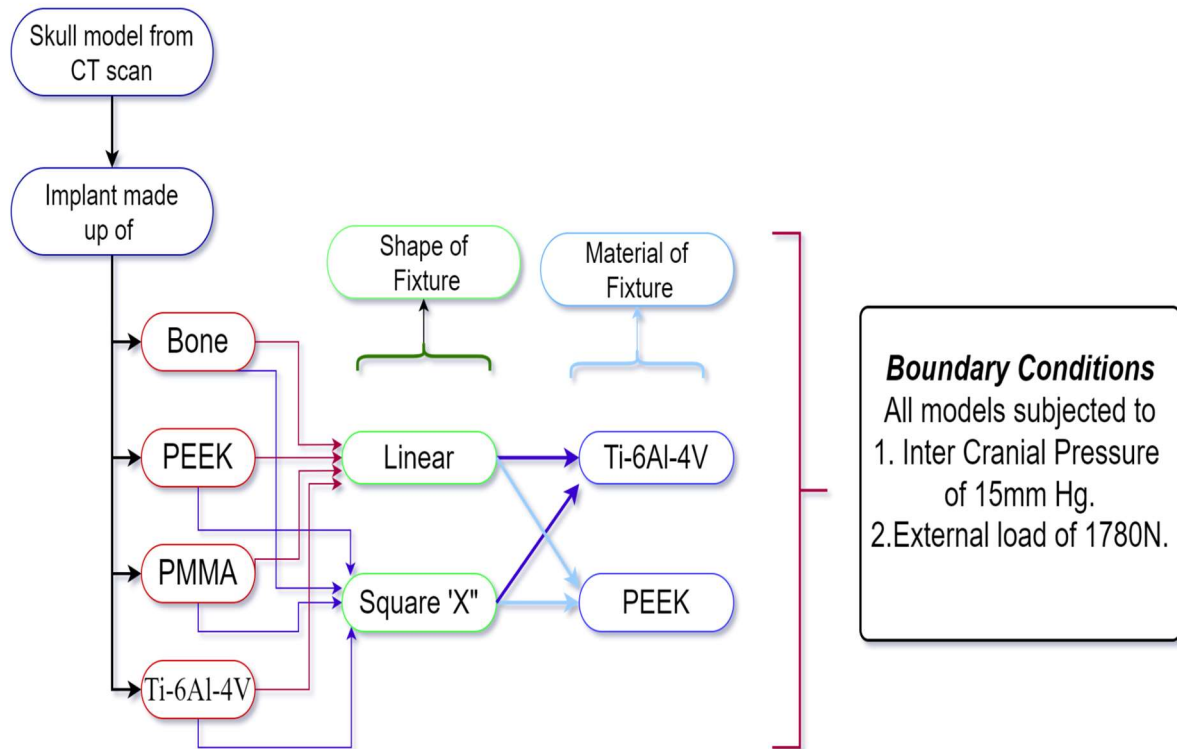 Skull model from
CT scan
Implant made
up of
Shape of
Fixture
Material of
Fixture
Bone
PEEK
PMMA
Ti-6Al-4V
Linear
Square 'X"
Ti-6Al-4V
PEEK
Boundary Conditions
All models subjected to
1. Inter Cranial Pressure
of 15mm Hg.
2.External load of 1780N.